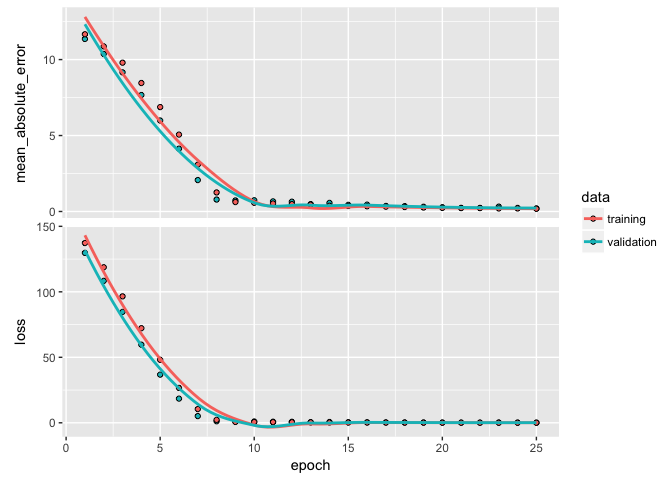 mean_absolute_error
10
5
0
loss
150
100
50
0
0 5 10 15 20 25
epoch
data
training
validation